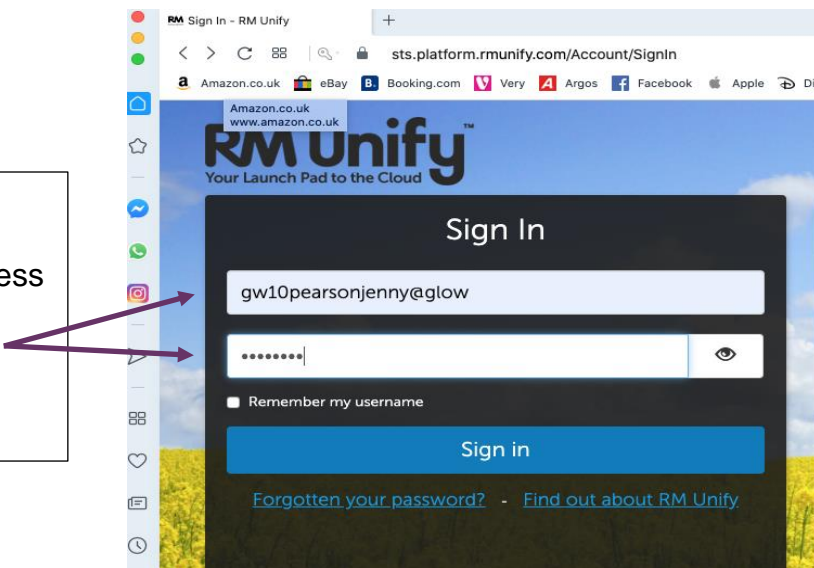 RM Sign In - RM Unify +
sts.platform.rmunify.com/Account/SignIn
a Amazon.co.uk eBay B. Booking.com Very A Argos f Facebook Apple D Di
Amazon.co.uk
www.amazon.co.uk
RM Unify™
Your Launch Pad to the Cloud
Sign In
ess
gw10pearsonjenny@glow
••••••••
Remember my username
Sign in
Forgotten your password? - Find out about RM Unify